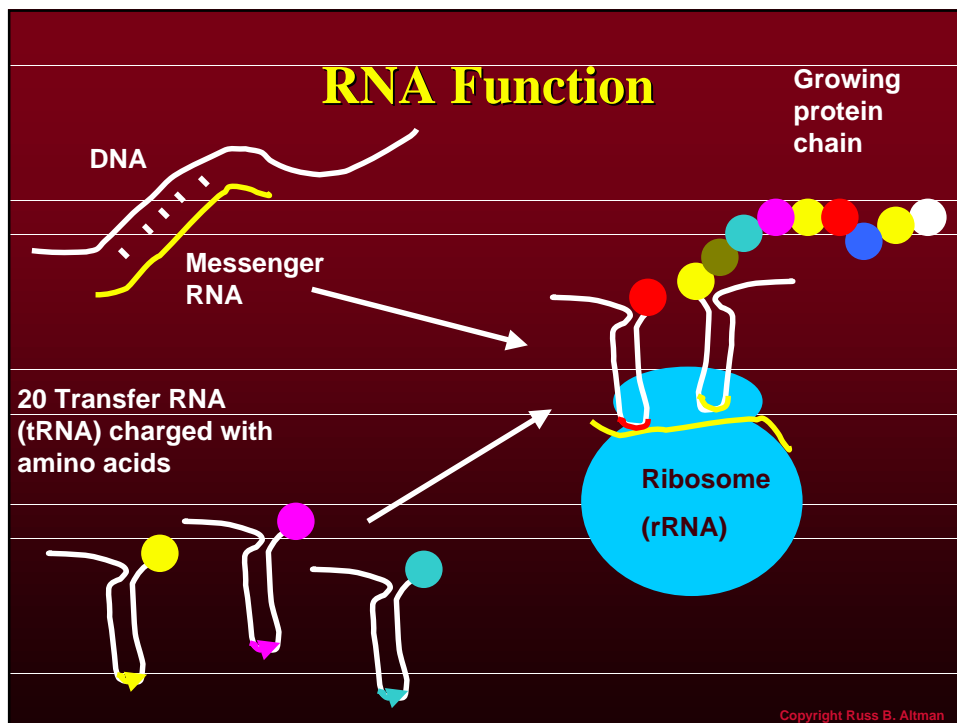 RNA Function
Growing
protein
chain
DNA
Messenger
RNA
20 Transfer RNA
(tRNA) charged with
amino acids
Ribosome
(rRNA)
Copyright Russ B. Altman